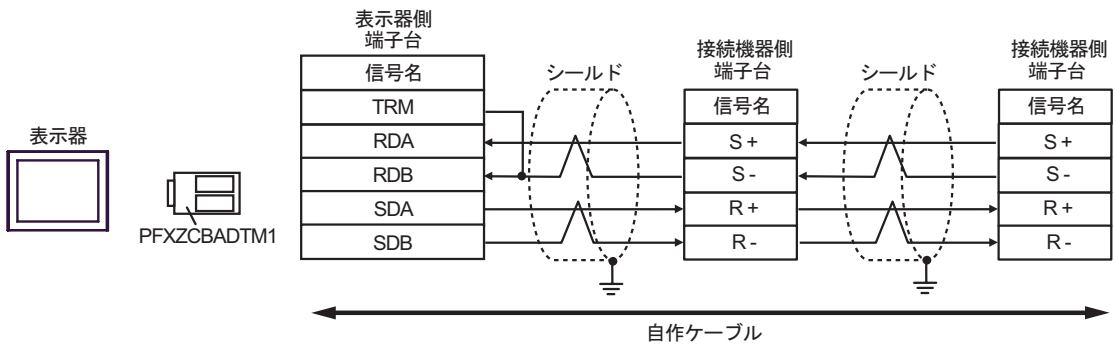 表示器
PFXZCBADTM1
表示器側
端子台
信号名
TRM
RDA
RDB
SDA
SDB
シールド
接続機器側
端子台
信号名
S+
S-
R+
R-
シールド
接続機器側
端子台
信号名
S+
S-
R+
R-
自作ケーブル